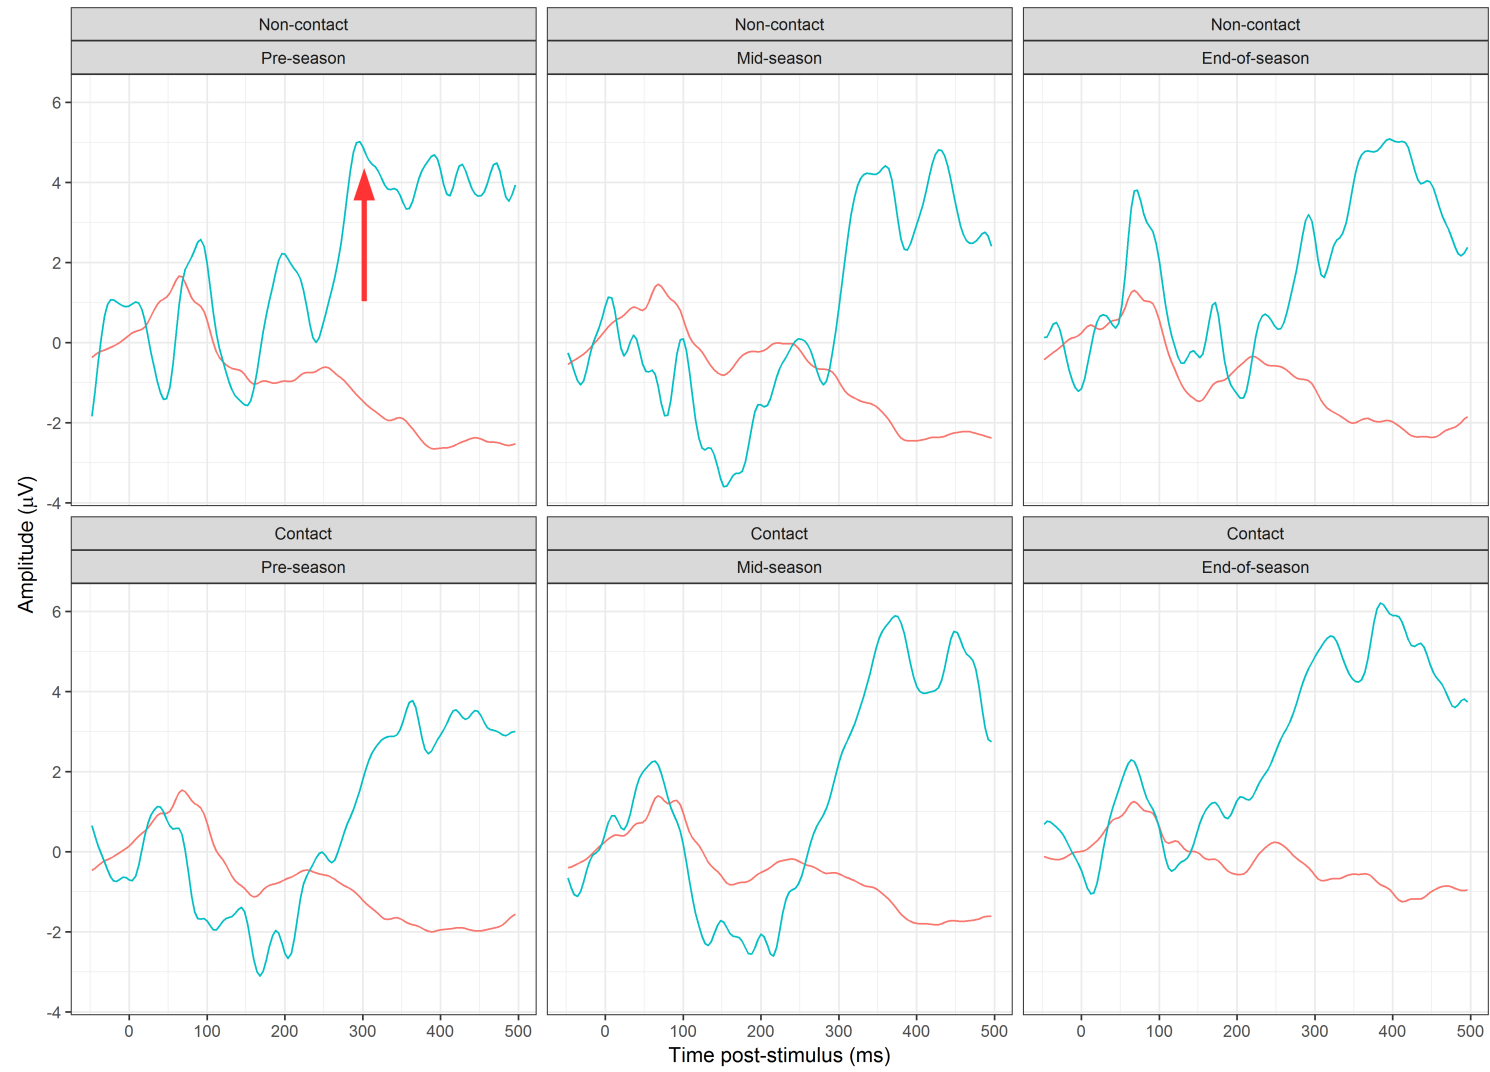 Non-contact
Non-contact
Non-contact
Pre-season
Mid-season
End-of-season
6
4
2
0
-2
-4
Contact
Contact
Contact
Pre-season
Mid-season
End-of-season
6
4
2
0
-2
-4
0 100 200 300 400 500
0 100 200 300 400 500
0 100 200 300 400 500
Time post-stimulus (ms)
Amplitude (μV)